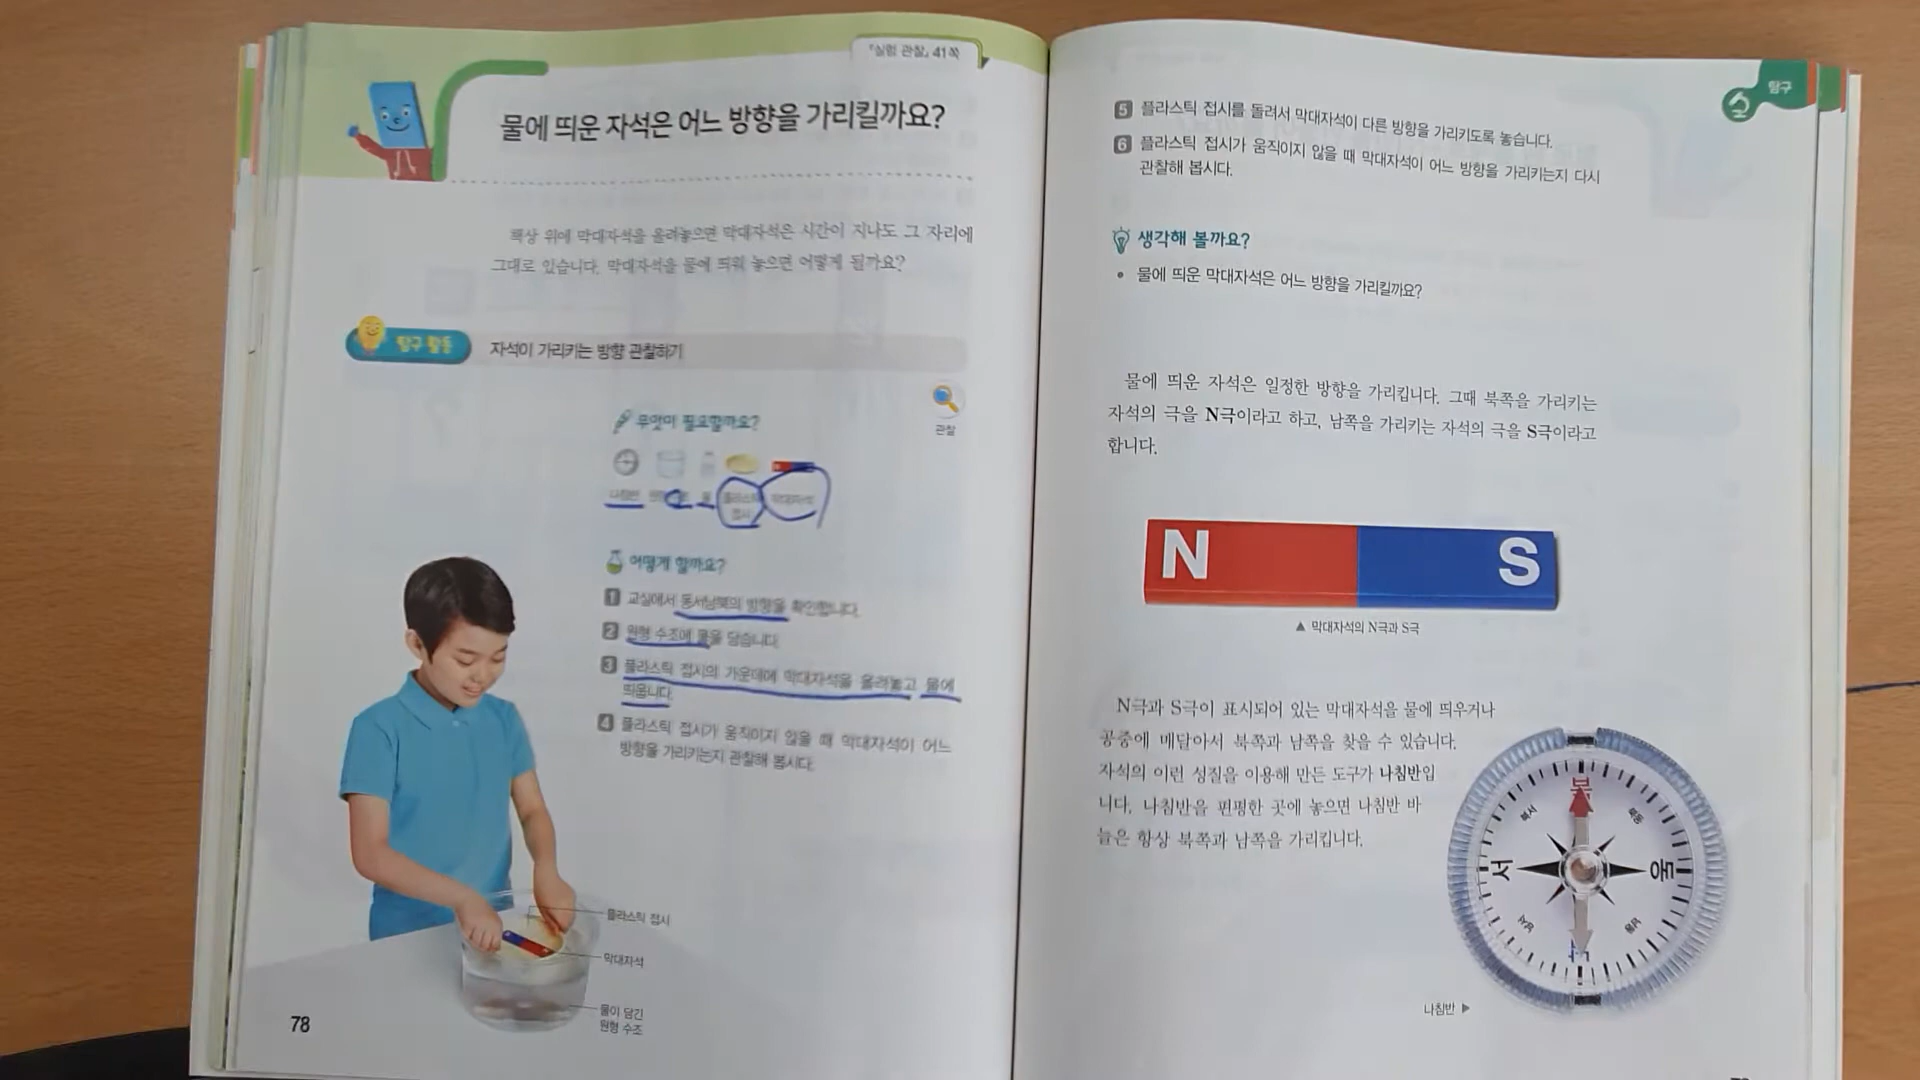 『실험 관찰』 41쪽
물에 띄운 자석은 어느 방향을 가리킬까요?
책상 위에 막대자석을 올려놓으면 막대자석은 시간이 지나도 그 자리에
그대로 있습니다. 막대자석을 물에 띄워 놓으면 어떻게 될까요?
탐구 활동
자석이 가리키는 방향 관찰하기
관찰
무엇이 필요할까요?
나침반
물
플라스틱
접시
막대자석
어떻게 할까요?
1 교실에서 동서남북의 방향을 확인합니다.
2 원형 수조에 물을 담습니다.
3 플라스틱 접시의 가운데에 막대자석을 올려놓고 물에
띄웁니다.
4 플라스틱 접시가 움직이지 않을 때 막대자석이 어느
방향을 가리키는지 관찰해 봅시다.
플라스틱 접시
막대자석
물이 담긴
원형 수조
78
탐구
5 플라스틱 접시를 돌려서 막대자석이 다른 방향을 가리키도록 놓습니다.
6 플라스틱 접시가 움직이지 않을 때 막대자석이 어느 방향을 가리키는지 다시
관찰해 봅시다.
생각해 볼까요?
• 물에 띄운 막대자석은 어느 방향을 가리킬까요?
물에 띄운 자석은 일정한 방향을 가리킵니다. 그때 북쪽을 가리키는
자석의 극을 N극이라고 하고, 남쪽을 가리키는 자석의 극을 S극이라고
합니다.
N S
▲ 막대자석의 N극과 S극
N극과 S극이 표시되어 있는 막대자석을 물에 띄우거나
공중에 매달아서 북쪽과 남쪽을 찾을 수 있습니다.
자석의 이런 성질을 이용해 만든 도구가 나침반입
니다. 나침반을 편평한 곳에 놓으면 나침반 바
늘은 항상 북쪽과 남쪽을 가리킵니다.
북
북서
북동
서
동
나침반 ▶